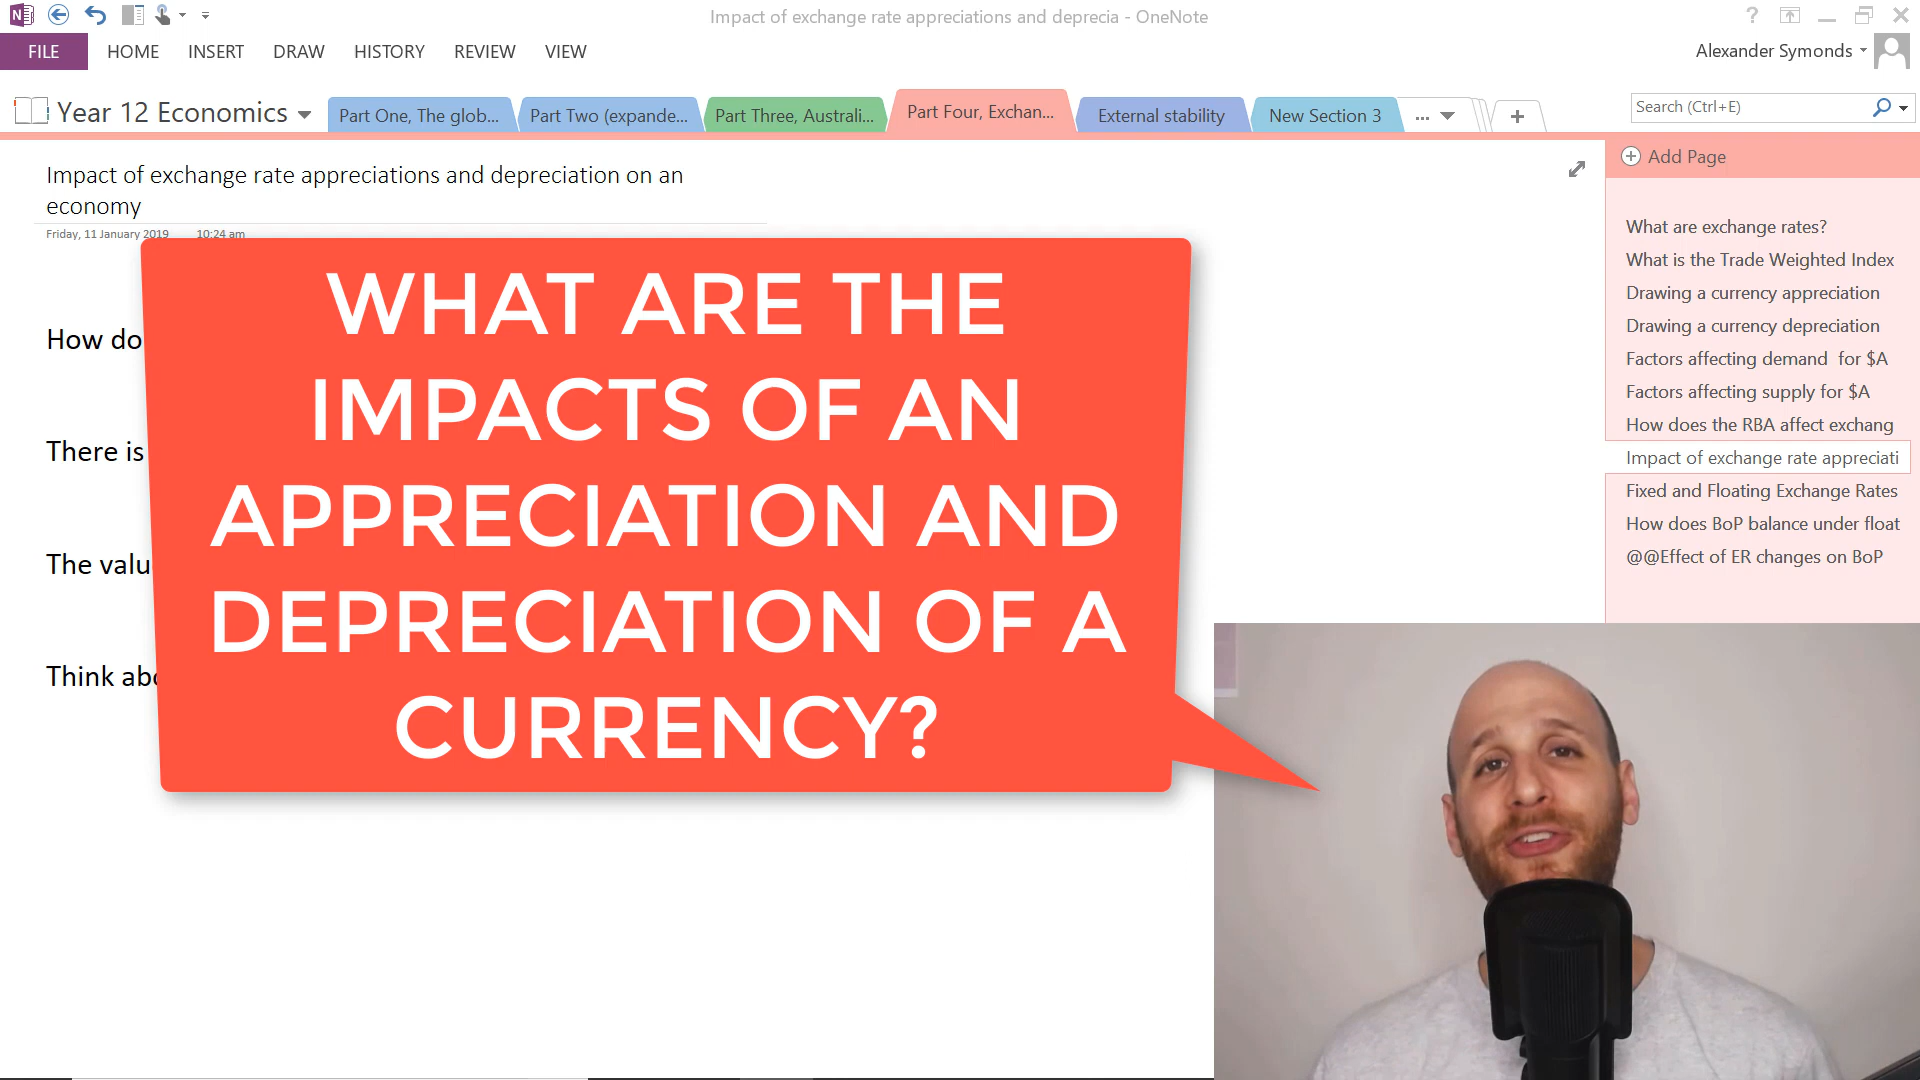 Impact of exchange rate appreciations and deprecia - OneNote
FILE HOME INSERT DRAW HISTORY REVIEW VIEW
Alexander Symonds
Year 12 Economics
Part One, The glob...
Part Two (expande...
Part Three, Australi...
Part Four, Exchan...
External stability
New Section 3
...
Search (Ctrl+E)
Impact of exchange rate appreciations and depreciation on an
economy
Friday, 11 January 2019 10:24 am
How do
There is
The valu
Think abo
WHAT ARE THE
IMPACTS OF AN
APPRECIATION AND
DEPRECIATION OF A
CURRENCY?
Add Page
What are exchange rates?
What is the Trade Weighted Index
Drawing a currency appreciation
Drawing a currency depreciation
Factors affecting demand for $A
Factors affecting supply for $A
How does the RBA affect exchang
Impact of exchange rate appreciati
Fixed and Floating Exchange Rates
How does BoP balance under float
@@Effect of ER changes on BoP